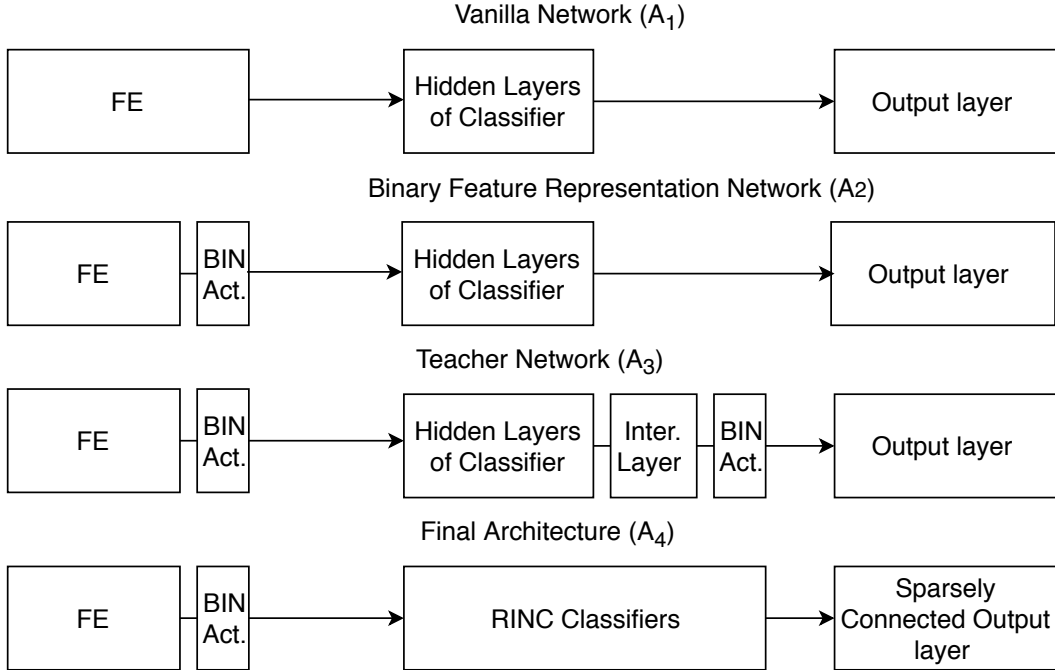 Vanilla Network (A1)
FE
Hidden Layers
of Classifier
Output layer
Binary Feature Representation Network (A2)
FE
BIN
Act.
Hidden Layers
of Classifier
Output layer
Teacher Network (A3)
FE
BIN
Act.
Hidden Layers
of Classifier
Inter.
Layer
BIN
Act.
Output layer
Final Architecture (A4)
FE
BIN
Act.
RINC Classifiers
Sparsely
Connected Output
layer